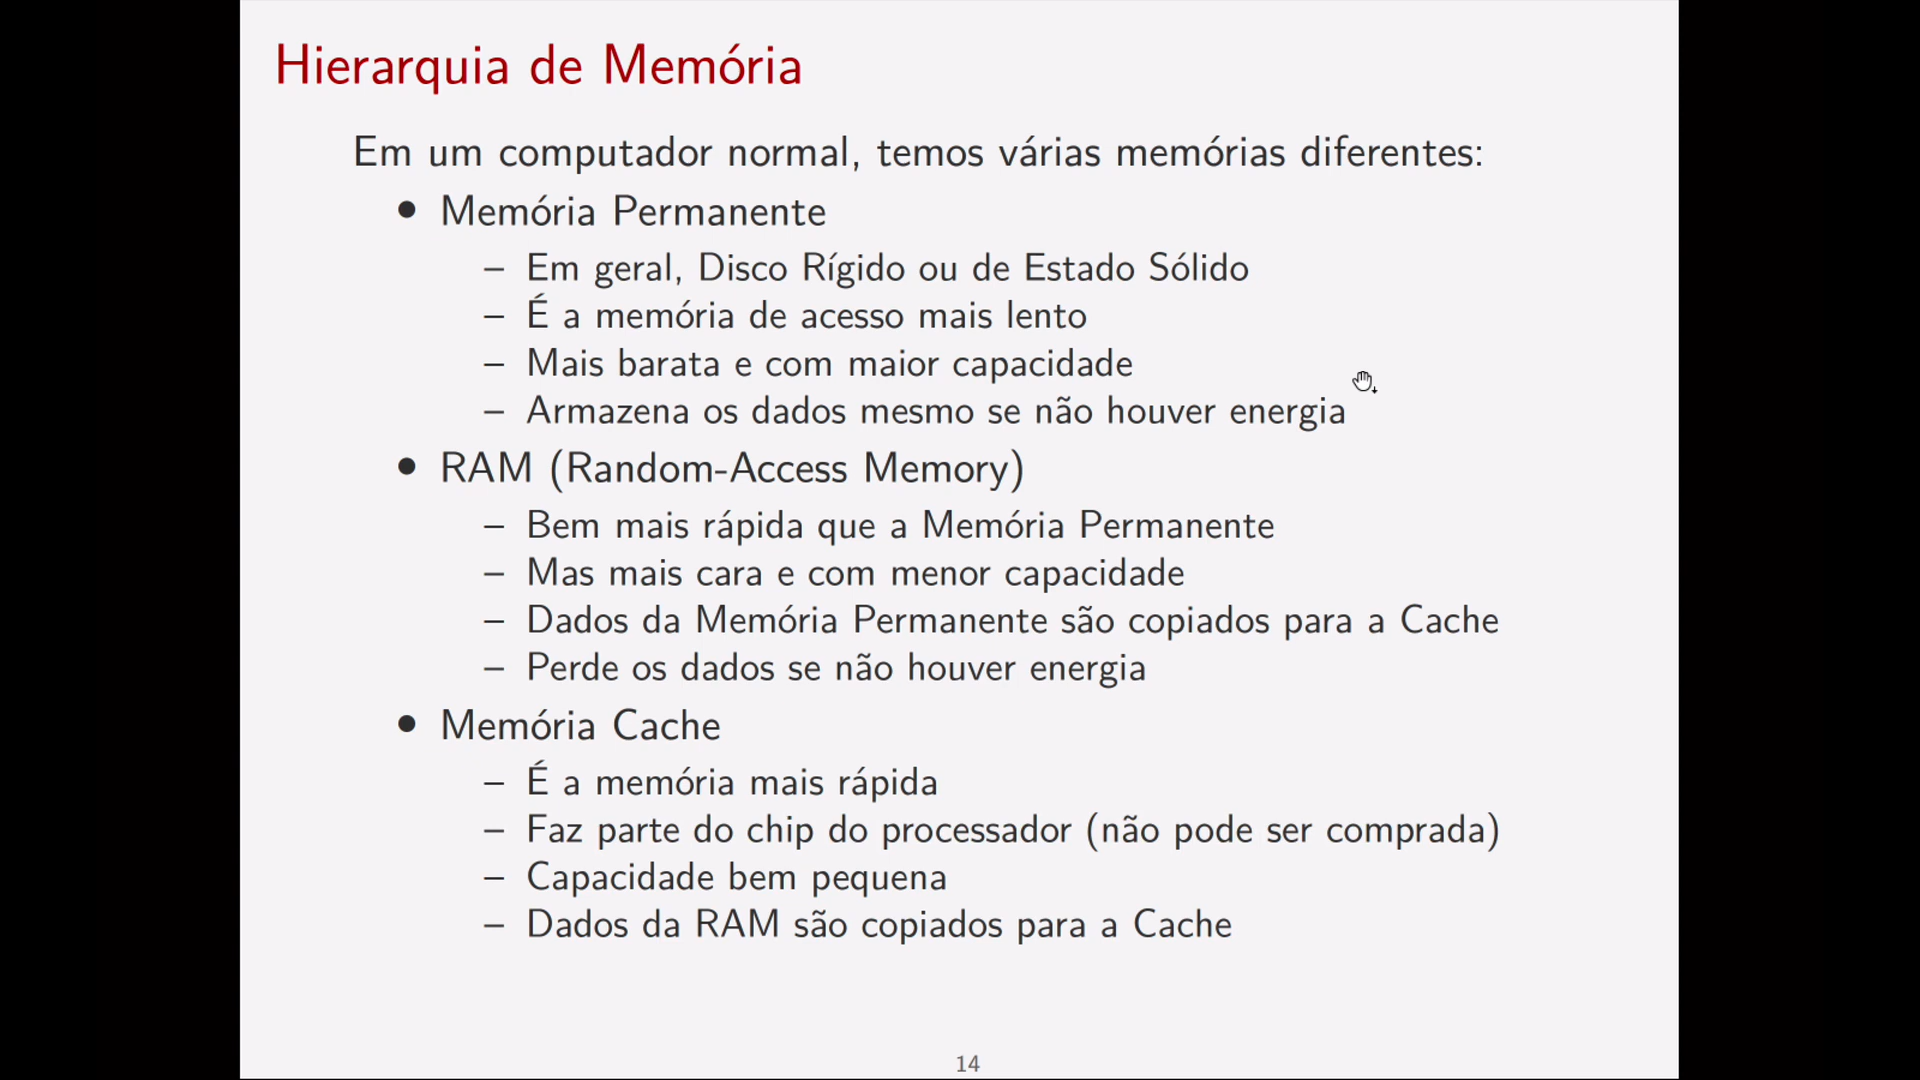 Hierarquia de Memória
Em um computador normal, temos várias memórias diferentes:
• Memória Permanente
– Em geral, Disco Rígido ou de Estado Sólido
– É a memória de acesso mais lento
– Mais barata e com maior capacidade
– Armazena os dados mesmo se não houver energia
• RAM (Random-Access Memory)
– Bem mais rápida que a Memória Permanente
– Mas mais cara e com menor capacidade
– Dados da Memória Permanente são copiados para a Cache
– Perde os dados se não houver energia
• Memória Cache
– É a memória mais rápida
– Faz parte do chip do processador (não pode ser comprada)
– Capacidade bem pequena
– Dados da RAM são copiados para a Cache
14